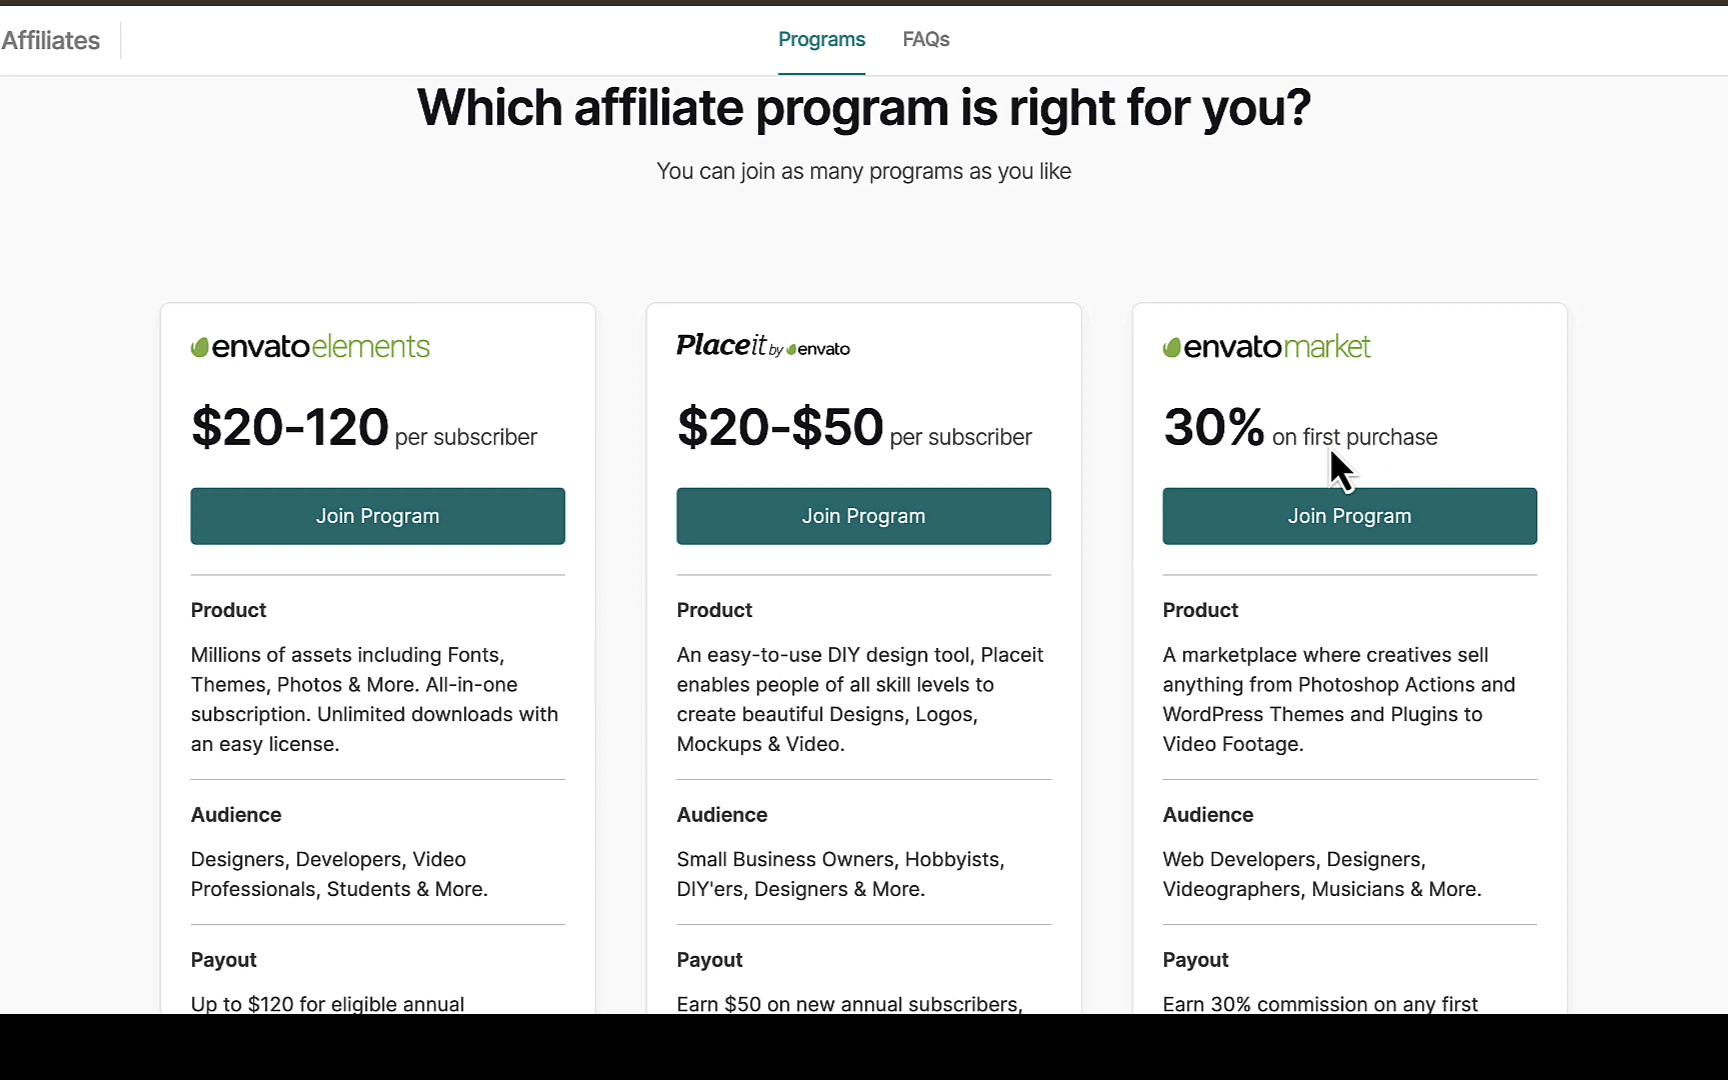 Affiliates
Programs
FAQs
Which affiliate program is right for you?
You can join as many programs as you like
envatoelements
$20-120 per subscriber
Join Program
Product
Millions of assets including Fonts,
Themes, Photos & More. All-in-one
subscription. Unlimited downloads with
an easy license.
Audience
Designers, Developers, Video
Professionals, Students & More.
Payout
Up to $120 for eligible annual
Placeit by envato
$20-$50 per subscriber
Join Program
Product
An easy-to-use DIY design tool, Placeit
enables people of all skill levels to
create beautiful Designs, Logos,
Mockups & Video.
Audience
Small Business Owners, Hobbyists,
DIY'ers, Designers & More.
Payout
Earn $50 on new annual subscribers,
envatomarket
30% on first purchase
Join Program
Product
A marketplace where creatives sell
anything from Photoshop Actions and
WordPress Themes and Plugins to
Video Footage.
Audience
Web Developers, Designers,
Videographers, Musicians & More.
Payout
Earn 30% commission on any first